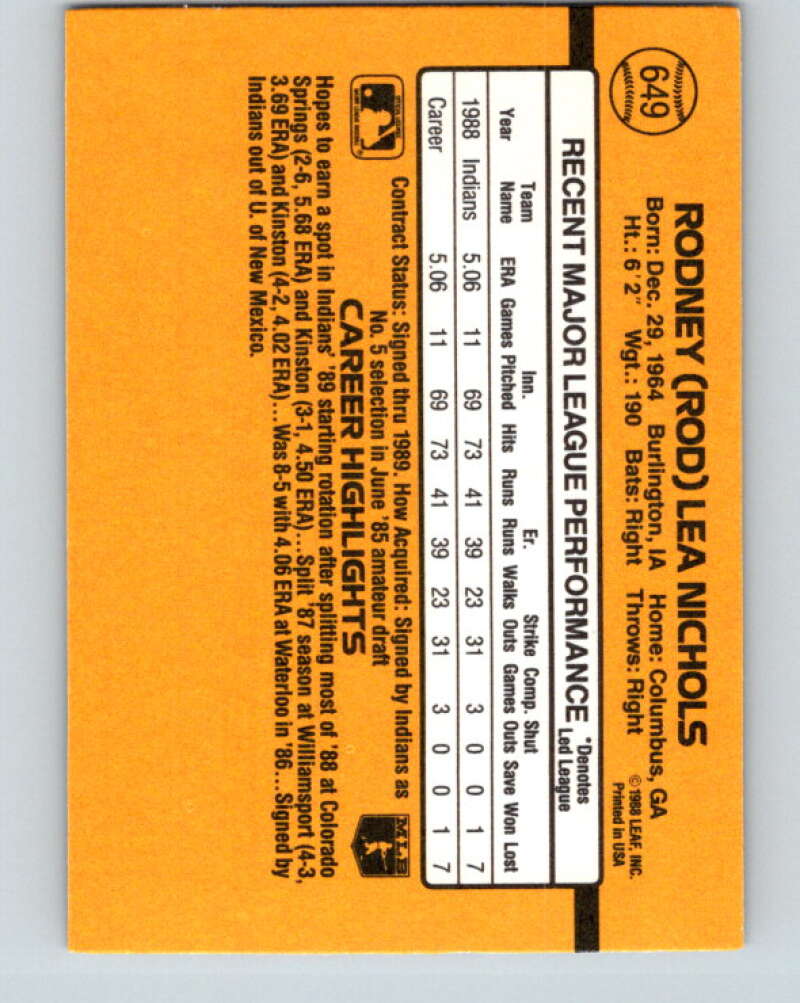 649
RODNEY (ROD) LEA NICHOLS
Born: Dec. 29, 1964 Burlington, IA Home: Columbus, GA
Ht.: 6'2" Wgt.: 190 Bats: Right Throws: Right
©1988 LEAF, INC.
Printed in USA
RECENT MAJOR LEAGUE PERFORMANCE *Denotes
Led League
Team Inn. Er. Strike Comp. Shut
Year Name ERA Games Pitched Hits Runs Runs Walks Outs Games Outs Save Won Lost
1988 Indians 5.06 11 69 73 41 39 23 31 3 0 0 1 7
Career 5.06 11 69 73 41 39 23 31 3 0 0 1 7
Contract Status: Signed thru 1989. How Acquired: Signed by Indians as
No. 5 selection in June '85 amateur draft
MLB
CAREER HIGHLIGHTS
Hopes to earn a spot in Indians' '89 starting rotation after splitting most of '88 at Colorado
Springs (2-6, 5.68 ERA) and Kinston (3-1, 4.50 ERA)...Split '87 season at Williamsport (4-3,
3.69 ERA) and Kinston (4-2, 4.02 ERA)...Was 8-5 with 4.06 ERA at Waterloo in '86...Signed by
Indians out of U. of New Mexico.